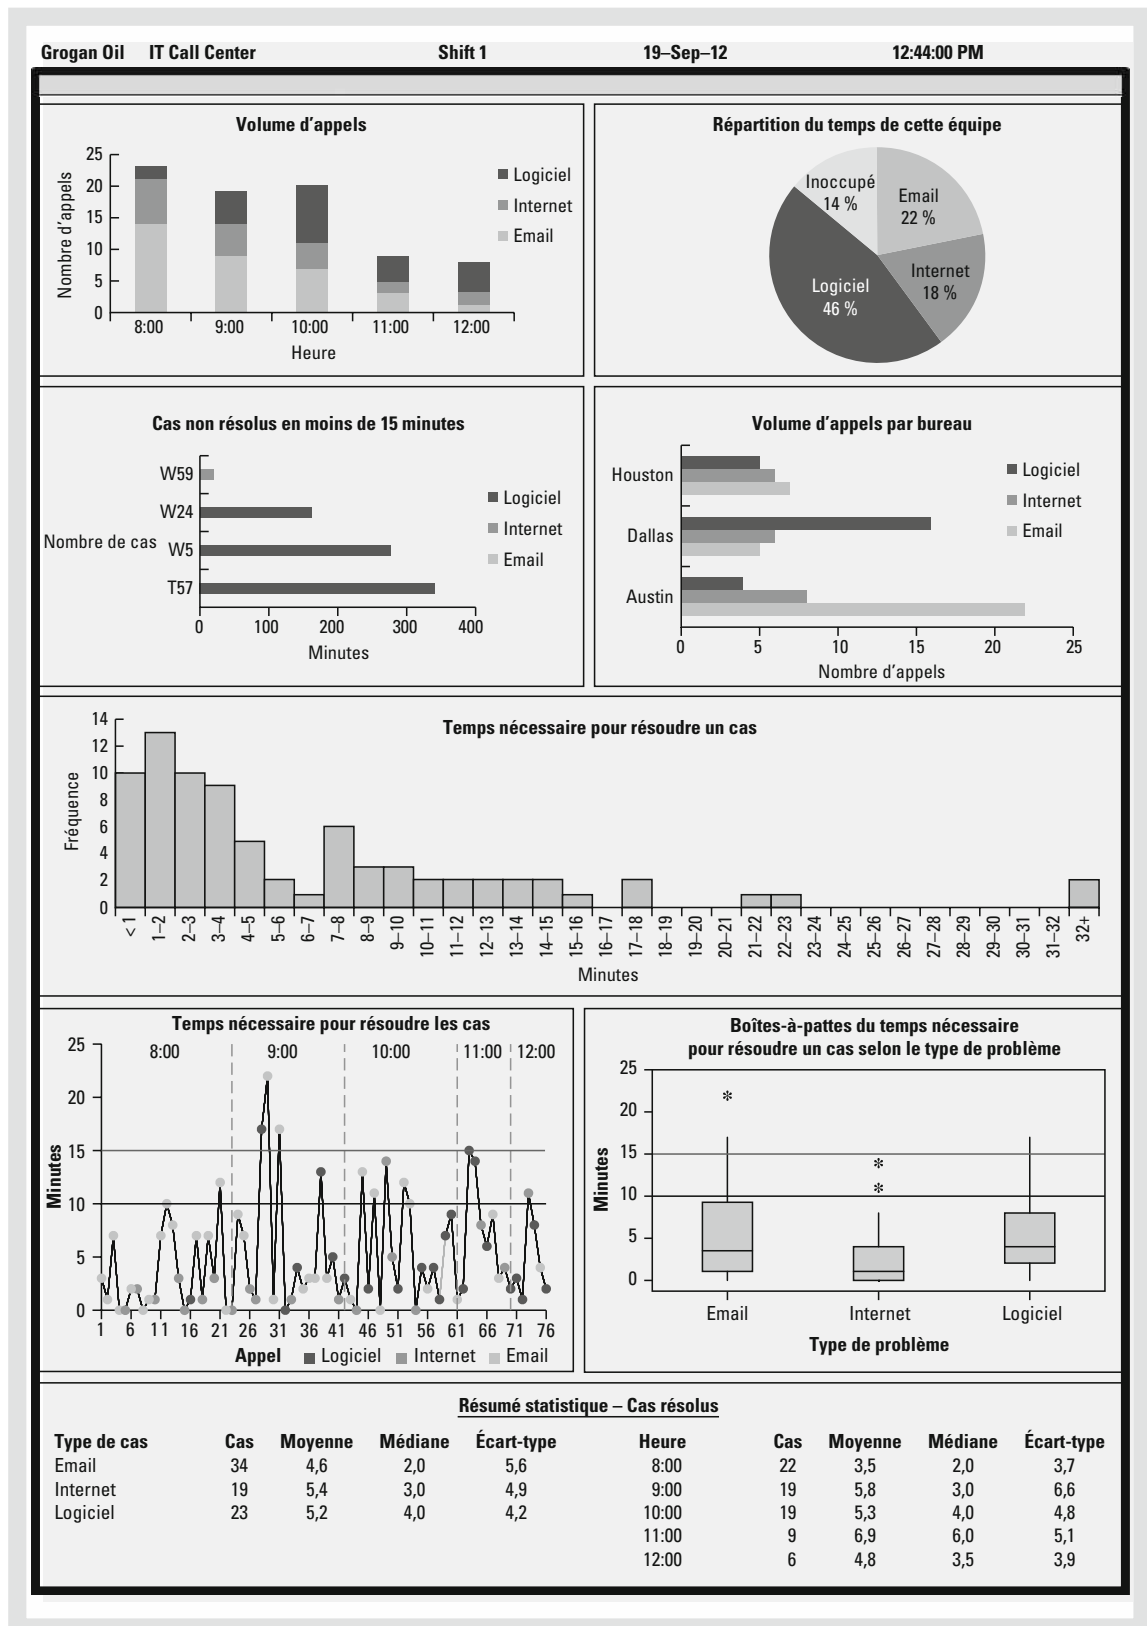 Grogan Oil IT Call Center Shift 1 19–Sep–12 12:44:00 PM
Volume d'appels
Nombre d'appels
25
20
15
10
5
0
8:00 9:00 10:00 11:00 12:00
Heure
Logiciel
Internet
Email
Répartition du temps de cette équipe
Inoccupé
14 %
Email
22 %
Internet
18 %
Logiciel
46 %
Cas non résolus en moins de 15 minutes
Nombre de cas
W59
W24
W5
T57
0 100 200 300 400
Minutes
Logiciel
Internet
Email
Volume d'appels par bureau
Houston
Dallas
Austin
0 5 10 15 20 25
Nombre d'appels
Logiciel
Internet
Email
Temps nécessaire pour résoudre un cas
Fréquence
14
12
10
8
6
4
2
0
< 1 1–2 2–3 3–4 4–5 5–6 6–7 7–8 8–9 9–10 10–11 11–12 12–13 13–14 14–15 15–16 16–17 17–18 18–19 19–20 20–21 21–22 22–23 23–24 24–25 25–26 26–27 27–28 28–29 29–30 30–31 31–32 32+
Minutes
Temps nécessaire pour résoudre les cas
8:00 9:00 10:00 11:00 12:00
Minutes
25
20
15
10
5
0
1 6 11 16 21 26 31 36 41 46 51 56 61 66 71 76
Appel Logiciel Internet Email
Boîtes-à-pattes du temps nécessaire
pour résoudre un cas selon le type de problème
Minutes
25
20
15
10
5
0
* * *
Email Internet Logiciel
Type de problème
Résumé statistique – Cas résolus
Type de cas Cas Moyenne Médiane Écart-type
Email 34 4,6 2,0 5,6
Internet 19 5,4 3,0 4,9
Logiciel 23 5,2 4,0 4,2
Heure Cas Moyenne Médiane Écart-type
8:00 22 3,5 2,0 3,7
9:00 19 5,8 3,0 6,6
10:00 19 5,3 4,0 4,8
11:00 9 6,9 6,0 5,1
12:00 6 4,8 3,5 3,9